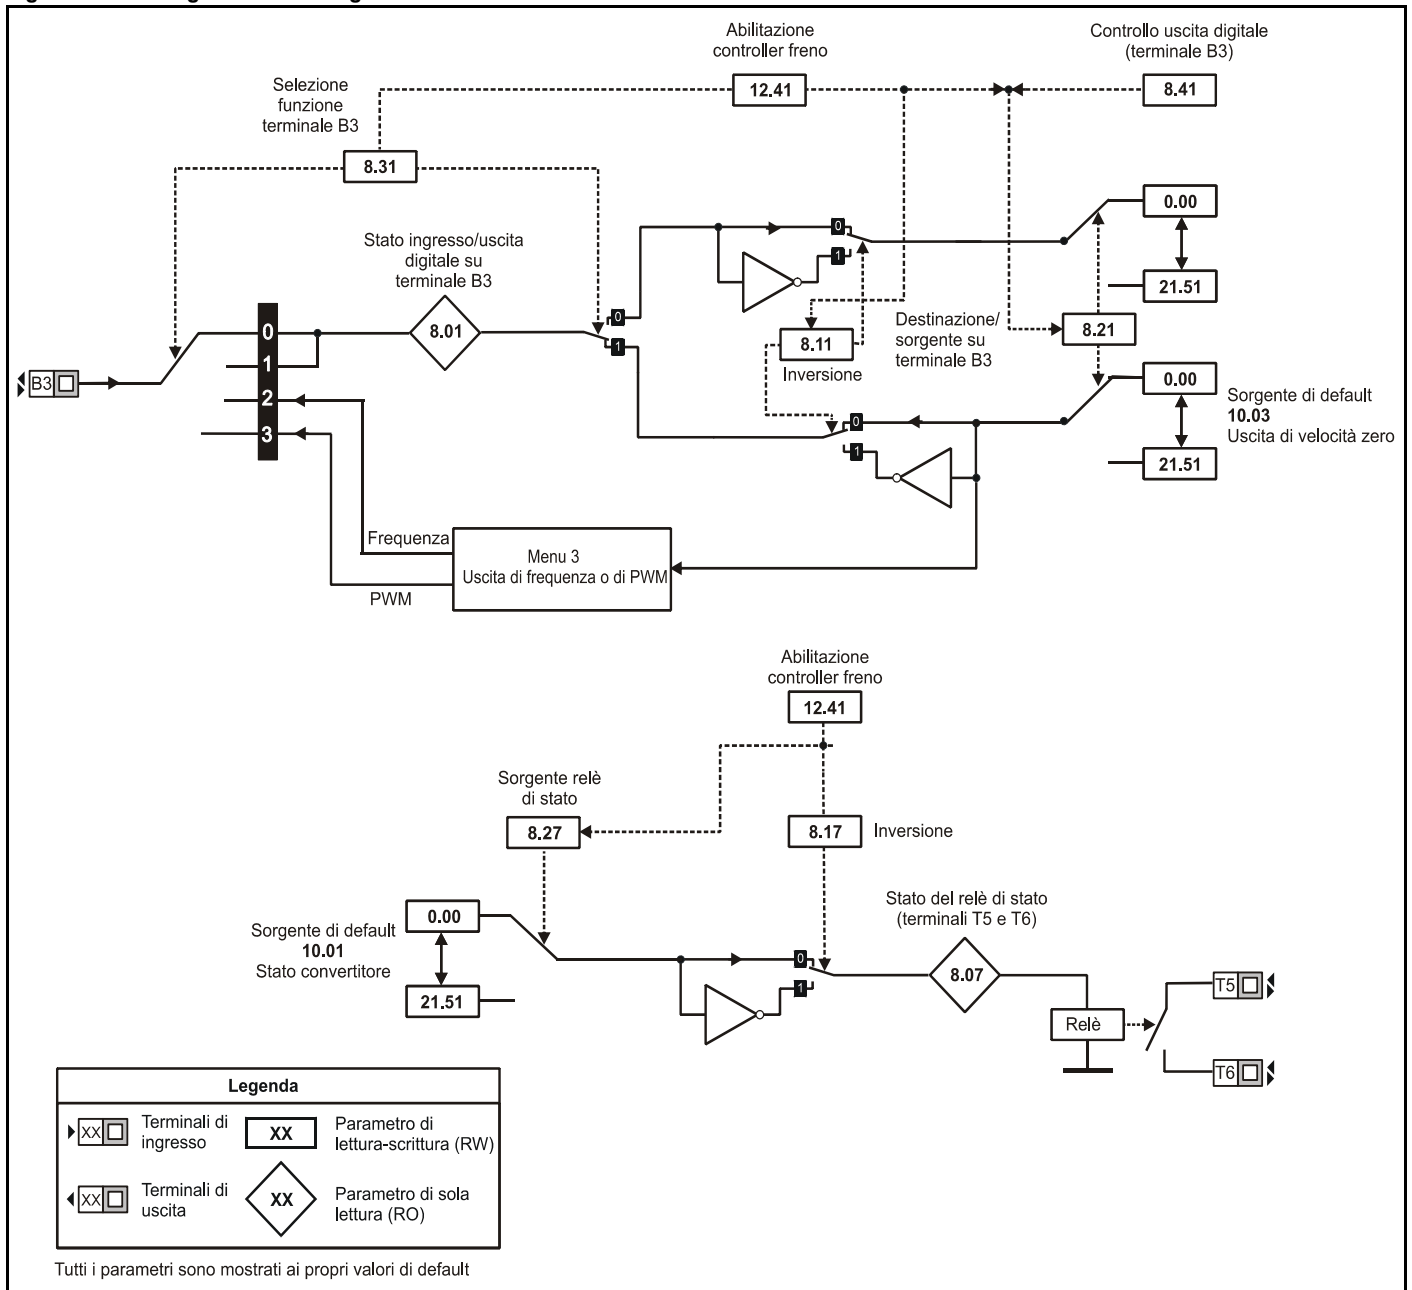 Abilitazione
controller freno
12.41
Controllo uscita digitale
(terminale B3)
8.41
Selezione
funzione
terminale B3
8.31
Stato ingresso/uscita
digitale su
terminale B3
8.01
B3
0
1
2
3
0
1
0
1
8.11
Inversione
Destinazione/
sorgente su
terminale B3
8.21
0.00
21.51
0.00
21.51
Sorgente di default
10.03
Uscita di velocità zero
0
1
Frequenza
PWM
Menu 3
Uscita di frequenza o di PWM
Abilitazione
controller freno
12.41
Sorgente relè
di stato
8.27
8.17
Inversione
Sorgente di default
10.01
Stato convertitore
0.00
21.51
0
1
Stato del relè di stato
(terminali T5 e T6)
8.07
Relè
T5
T6
Legenda
XX
Terminali di
ingresso
XX
Parametro di
lettura-scrittura (RW)
XX
Terminali di
uscita
XX
Parametro di sola
lettura (RO)
Tutti i parametri sono mostrati ai propri valori di default